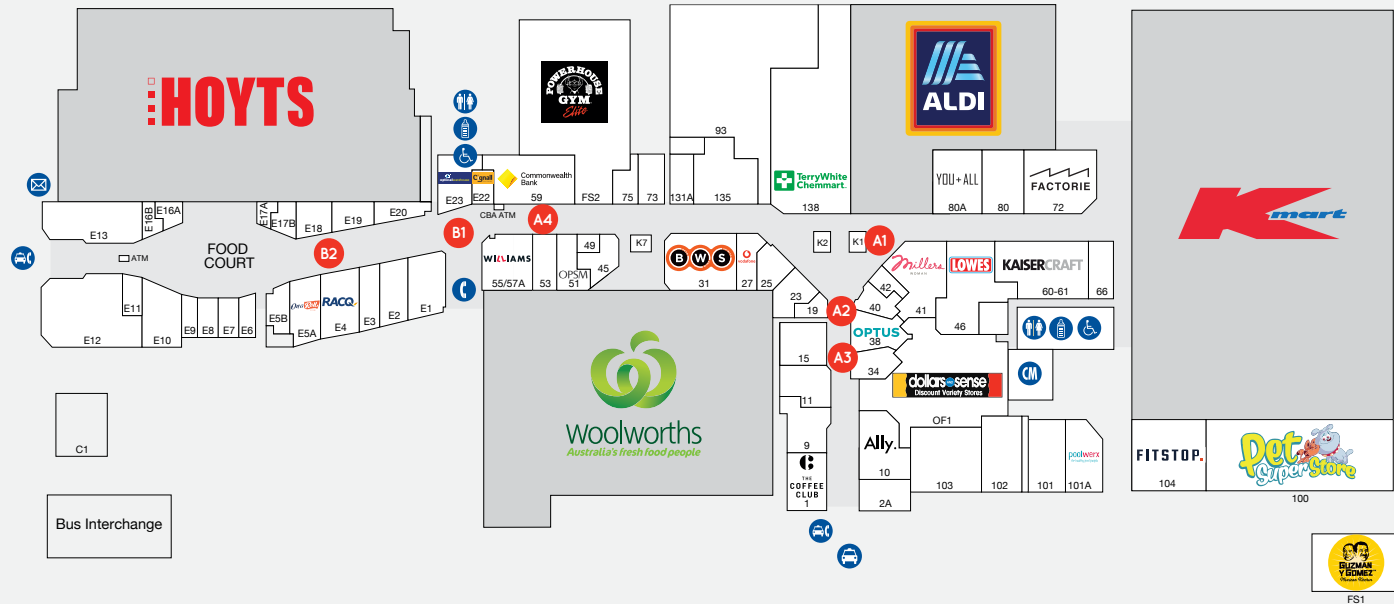 HOYTS
POWERHOUSE
GYM
Elite
ALDI
93
TerryWhite
Chemmart.
138
131A
135
YOU+ALL
80A
80
FACTORIE
72
Kmart
E23
Cignall
E22
Commonwealth
Bank
59
CBA ATM
FS2
75
73
A4
B1
B2
A1
A2
A3
E13
E16B
E16A
E17A
E17B
E18
E19
E20
FOOD
COURT
ATM
E12
E11
E10
E9
E8
E7
E6
E5B
E5A
RACQ
E4
E3
E2
E1
WILLIAMS
55/57A
53
OPSM
51
49
45
K7
BWS
31
vodafone
27
25
23
19
K2
K1
Millers
WOMAN
LOWES
KAISERCRAFT
60-61
66
42
40
41
46
OPTUS
38
34
dollars and sense
Discount Variety Stores
OF1
CM
15
11
9
THE
COFFEE
CLUB
1
Ally.
10
2A
103
102
101
poolwerx
101A
FITSTOP.
104
Pet
Super Store
100
Woolworths
Australia's fresh food people
C1
Bus Interchange
GUZMAN
Y GOMEZ
Mexican Kitchen
FS1